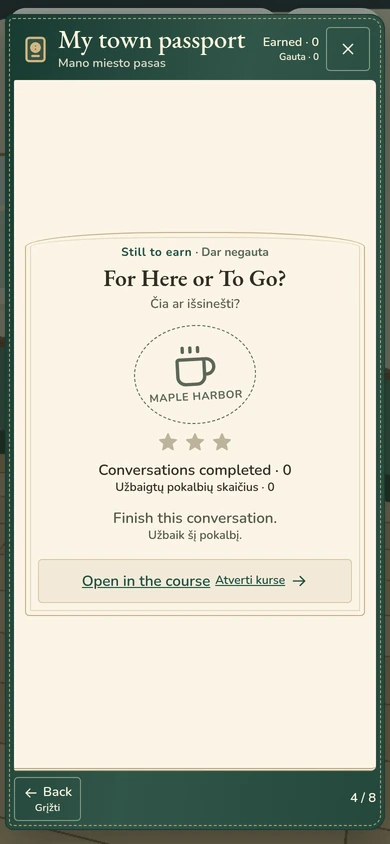 My town passport
Mano miesto pasas
Earned · 0
Gauta · 0
Still to earn · Dar negauta
For Here or To Go?
Čia ar išsinešti?
MAPLE HARBOR
Conversations completed · 0
Užbaigtų pokalbių skaičius · 0
Finish this conversation.
Užbaik šį pokalbį.
Open in the course Atverti kurse →
← Back
Grįžti
4 / 8